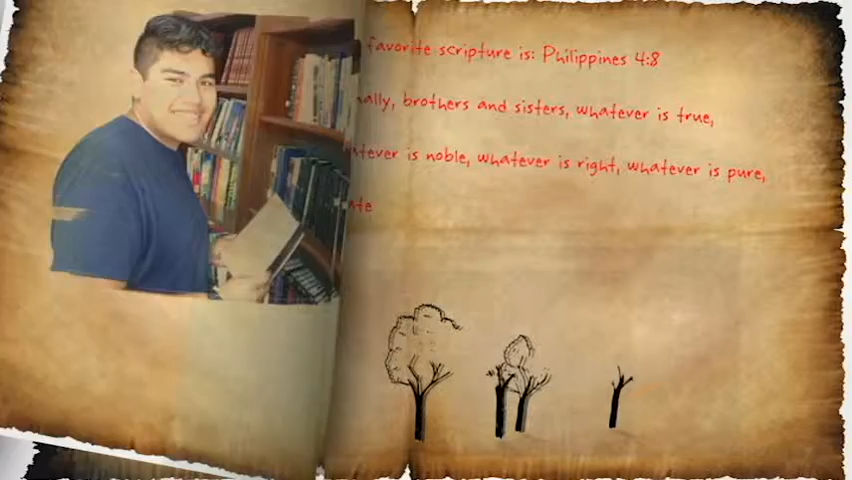 favorite scripture is: Philippines 4:8
nally, brothers and sisters, whatever is true,
atever is noble, whatever is right, whatever is pure,
ate